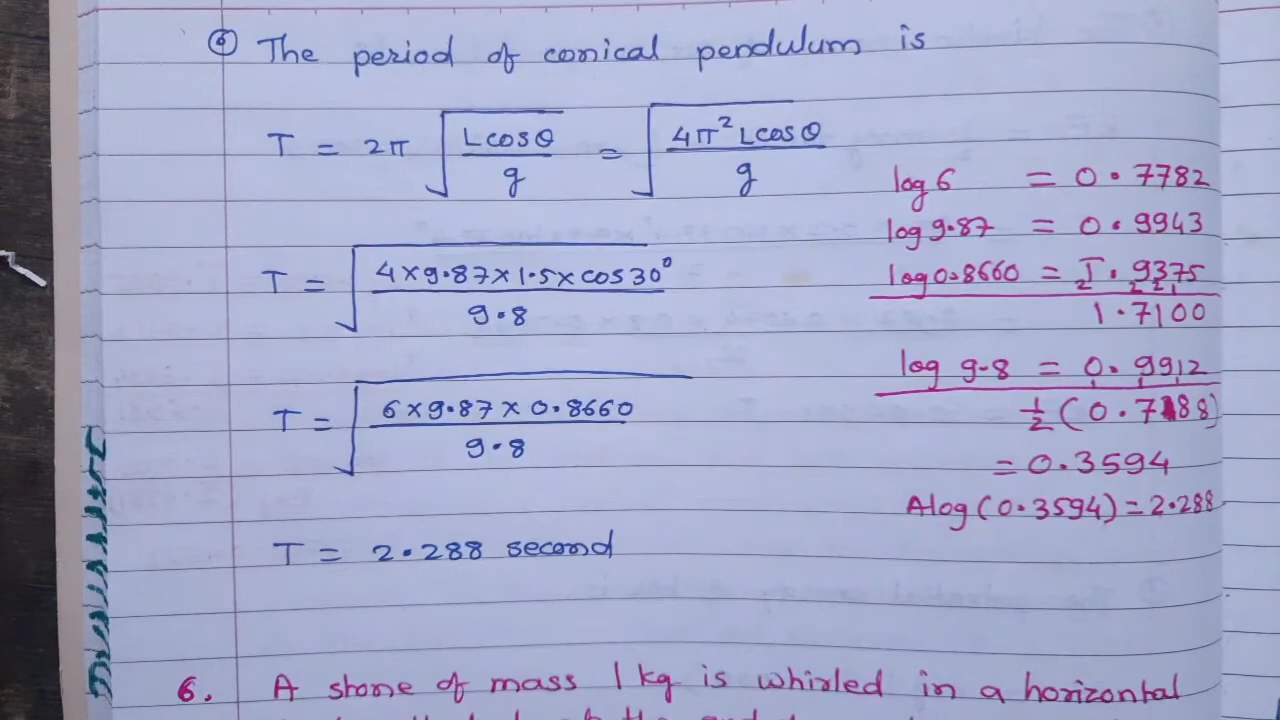 ⑥ The period of conical pendulum is
T = 2π √(Lcosθ / g) = √(4π² Lcosθ / g)
T = √(4×9.87×1.5×cos30° / 9.8)
T = √(6×9.87×0.8660 / 9.8)
T = 2.288 second
log 6 = 0.7782
log 9.87 = 0.9943
log 0.8660 = 1̅.9375
1.7100
log 9.8 = 0.9912
½ (0.7188)
= 0.3594
Alog (0.3594) = 2.288
6. A stone of mass 1 kg is whirled in a horizontal